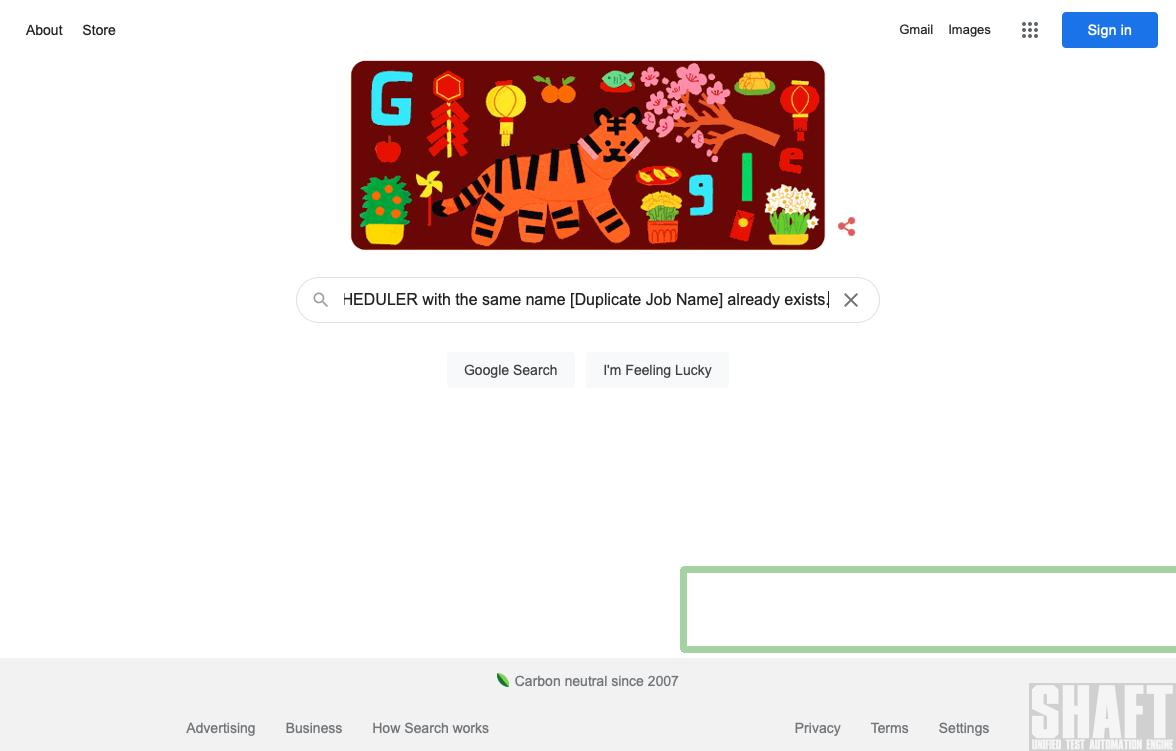 About Store
Gmail Images
Sign in
G g l e
HEDULER with the same name [Duplicate Job Name] already exists.
Google Search I'm Feeling Lucky
Carbon neutral since 2007
Advertising Business How Search works
Privacy Terms Settings
SHAFT
UNIFIED TEST AUTOMATION ENGINE